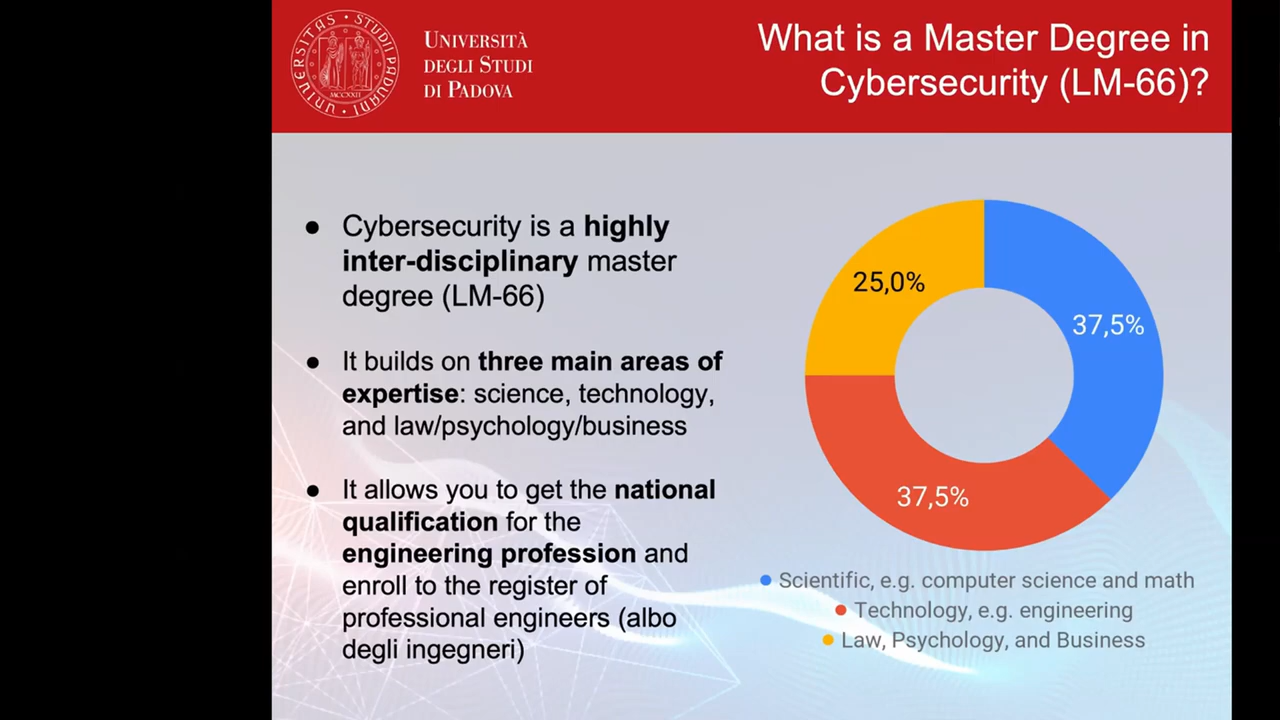 UNIVERSITAS STUDII PADUANI
MCCXXII
UNIVERSITÀ
DEGLI STUDI
DI PADOVA
What is a Master Degree in
Cybersecurity (LM-66)?
● Cybersecurity is a highly
inter-disciplinary master
degree (LM-66)
● It builds on three main areas of
expertise: science, technology,
and law/psychology/business
● It allows you to get the national
qualification for the
engineering profession and
enroll to the register of
professional engineers (albo
degli ingegneri)
25,0%
37,5%
37,5%
Scientific, e.g. computer science and math
Technology, e.g. engineering
Law, Psychology, and Business